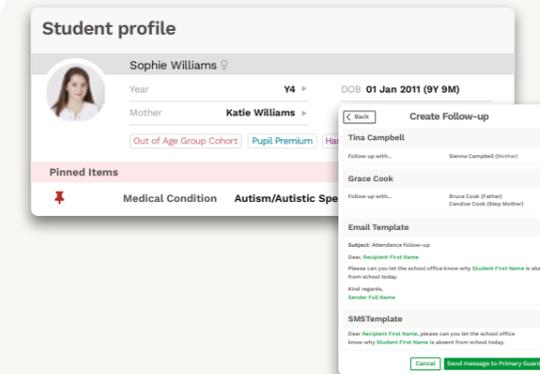 Student profile
Sophie Williams
Year Y4 DOB 01 Jan 2011 (9Y 9M)
Mother Katie Williams
Out of Age Group Cohort Pupil Premium
Pinned Items
Medical Condition Autism/Autistic Spe
Back Create Follow-up
Tina Campbell
Follow up with... Sienna Campbell (Mother)
Grace Cook
Follow up with... Bruce Cook (Father)
Candice Cook (Step Mother)
Email Template
Subject: Attendance follow-up
Dear, Recipient First Name
Please can you let the school office know why Student First Name is abs
from school today.
Kind regards,
Sender Full Name
SMSTemplate
Dear Recipient First Name, please can you let the school office
know why Student First Name is absent from school today.
Cancel Send message to Primary Guard